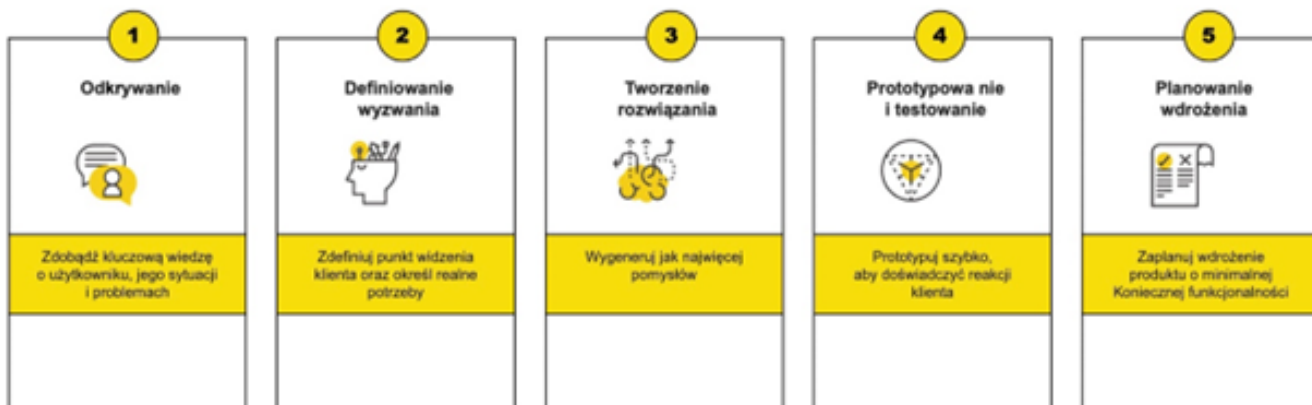 1
Odkrywanie
Zdobądź kluczową wiedzę
o użytkowniku, jego sytuacji
i problemach
2
Definiowanie
wyzwania
Zdefiniuj punkt widzenia
klienta oraz określ realne
potrzeby
3
Tworzenie
rozwiązania
Wygeneruj jak najwięcej
pomysłów
4
Prototypowa nie
i testowanie
Prototypuj szybko,
aby doświadczyć reakcji
klienta
5
Planowanie
wdrożenia
Zaplanuj wdrożenie
produktu o minimalnej
Koniecznej funkcjonalności